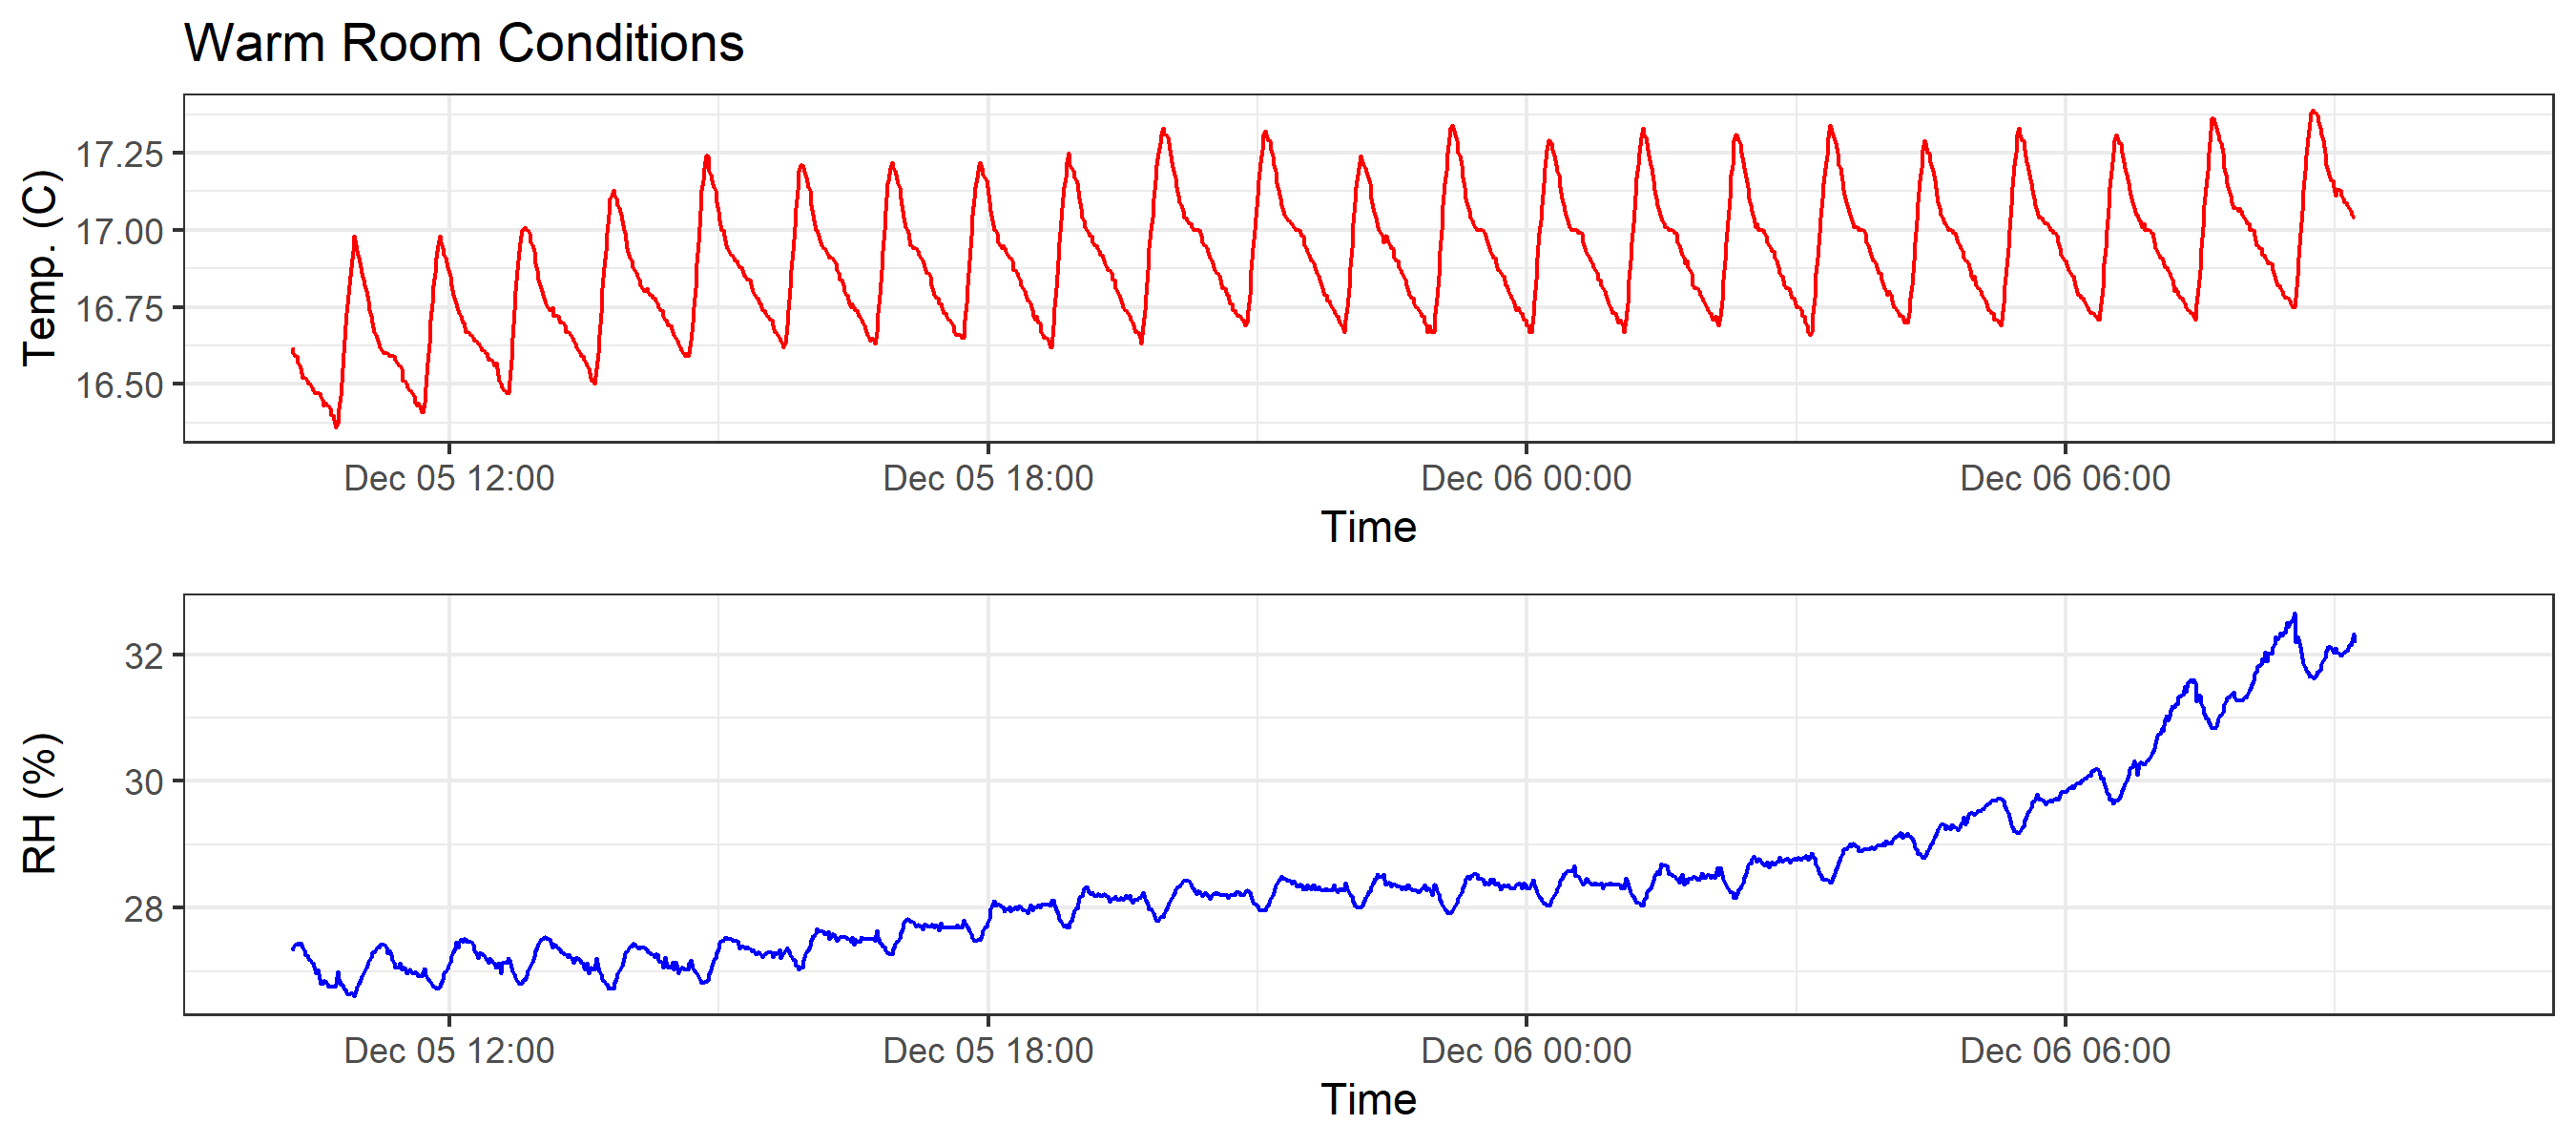 Warm Room Conditions
Temp. (C)
17.25
17.00
16.75
16.50
Dec 05 12:00 Dec 05 18:00 Dec 06 00:00 Dec 06 06:00
Time
RH (%)
32
30
28
Dec 05 12:00 Dec 05 18:00 Dec 06 00:00 Dec 06 06:00
Time